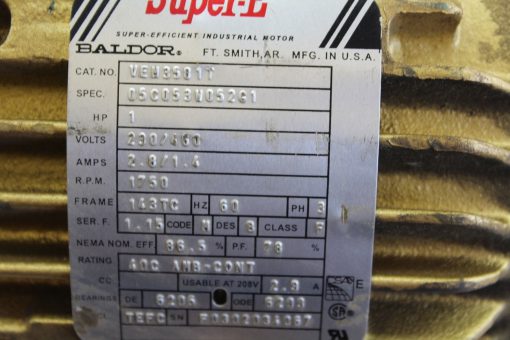 Super-E
SUPER-EFFICIENT INDUSTRIAL MOTOR
BALDOR® FT. SMITH, AR. MFG. IN U.S.A.
CAT. NO. VEM3581T
SPEC. 05C053W052G1
HP 1
VOLTS 230/460
AMPS 2.8/1.4
R.P.M. 1750
FRAME 143TC HZ 60 PH 3
SER. F. 1.15 CODE DES B CLASS F
NEMA NOM. EFF 86.5 % P.F. 78 %
RATING 40C AMB-CONT
CC USABLE AT 208V 2.9 A
BEARINGS DE 6205 ODE 6203
TEFC SN
E